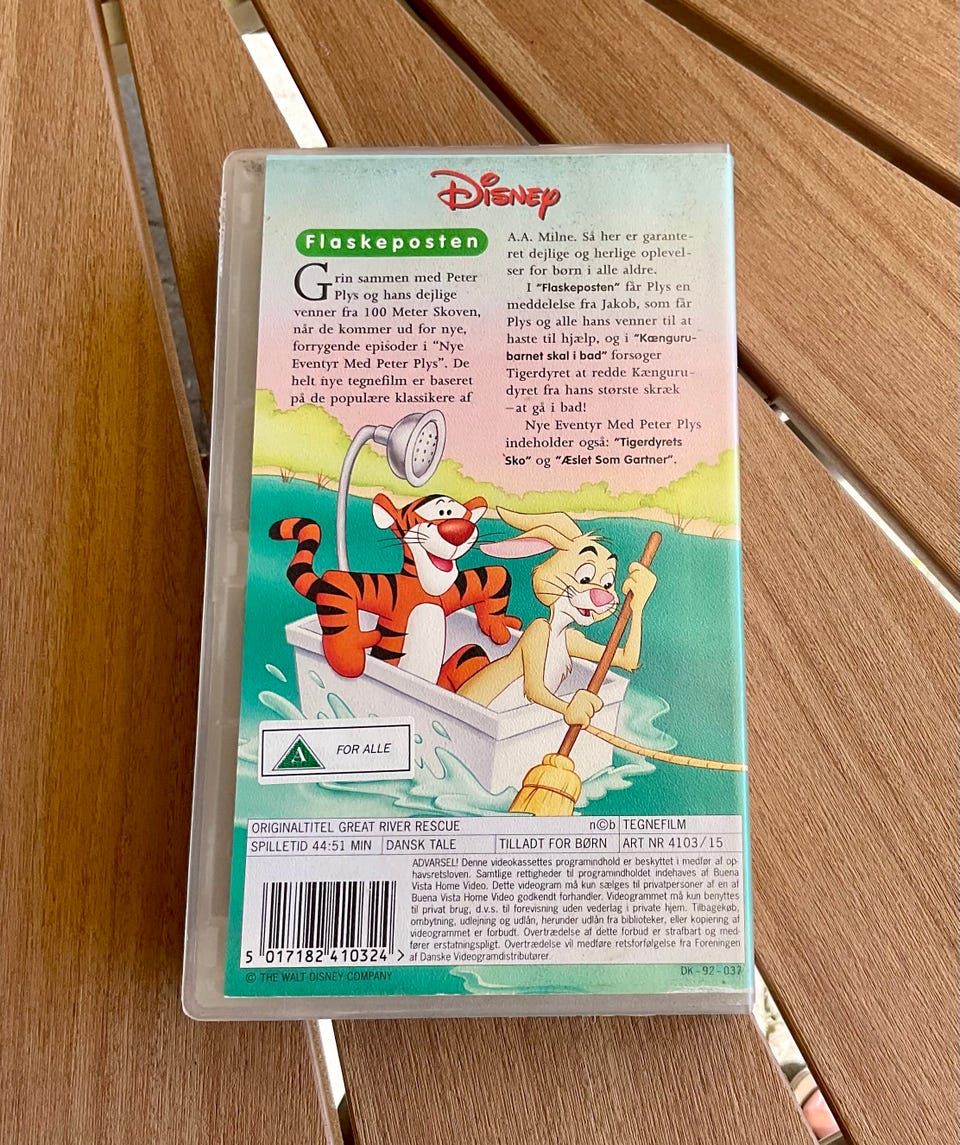 Disney
Flaskeposten
Grin sammen med Peter
Plys og hans dejlige
venner fra 100 Meter Skoven,
når de kommer ud for nye,
forrygende episoder i "Nye
Eventyr Med Peter Plys". De
helt nye tegnefilm er baseret
på de populære klassikere af
A.A. Milne. Så her er garante-
ret dejlige og herlige oplevel-
ser for børn i alle aldre.
I "Flaskeposten" får Plys en
meddelelse fra Jakob, som får
Plys og alle hans venner til at
haste til hjælp, og i "Kænguru-
barnet skal i bad" forsøger
Tigerdyret at redde Kænguru-
dyret fra hans største skræk
—at gå i bad!
Nye Eventyr Med Peter Plys
indeholder også: "Tigerdyrets
Sko" og "Æslet Som Gartner".
A FOR ALLE
ORIGINALTITEL GREAT RIVER RESCUE n©b TEGNEFILM
SPILLETID 44:51 MIN DANSK TALE TILLADT FOR BØRN ART NR 4103/15
ADVARSEL! Denne videokassettes programindhold er beskyttet i medfør af op-
havsretsloven. Samtlige rettigheder til programindholdet indehaves af Buena
Vista Home Video. Dette videogram må kun sælges til privatpersoner af en af
Buena Vista Home Video godkendt forhandler. Videogrammet må kun benyttes
til privat brug, d.v.s. til forevisning uden vederlag i private hjem. Tilbagekøb,
ombytning, udlejning og udlån, herunder udlån fra biblioteker, eller kopiering af
videogrammet er forbudt. Overtrædelse af dette forbud er strafbart og med-
fører erstatningspligt. Overtrædelse vil medføre retsforfølgelse fra Foreningen
af Danske Videogramdistributører.
5 017182 410324 >
© THE WALT DISNEY COMPANY
DK-92-037